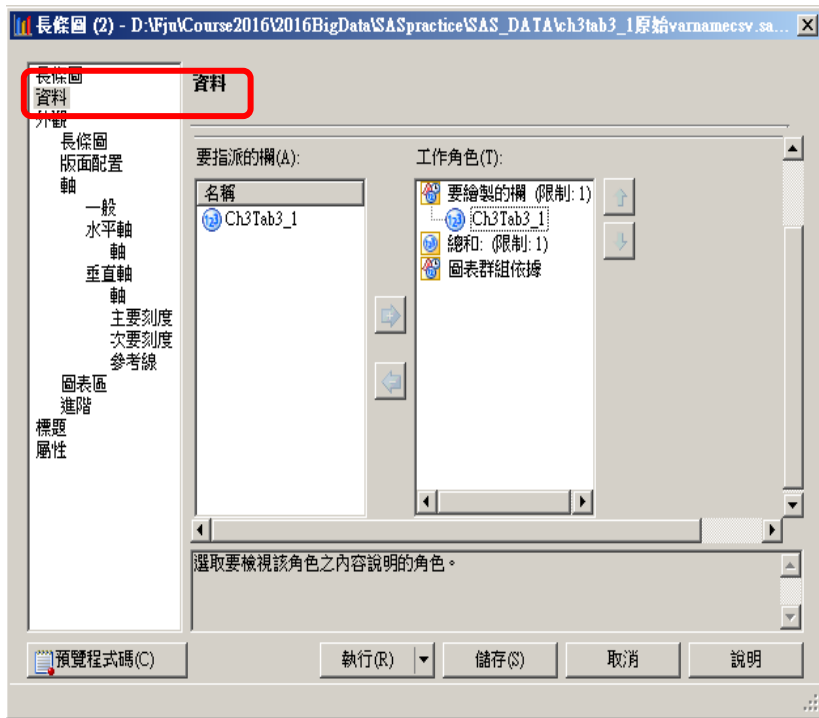 長條圖 (2) - D:\Fju\Course2016\2016BigData\SASpractice\SAS_DATA\ch3tab3_1原始varnamecsv.sa...
長條圖
資料
外觀
長條圖
版面配置
軸
一般
水平軸
軸
垂直軸
軸
主要刻度
次要刻度
參考線
圖表區
進階
標題
屬性
資料
要指派的欄(A):
名稱
Ch3Tab3_1
工作角色(T):
要繪製的欄 (限制: 1)
Ch3Tab3_1
總和: (限制: 1)
圖表群組依據
選取要檢視該角色之內容說明的角色。
預覽程式碼(C)
執行(R)
儲存(S)
取消
說明